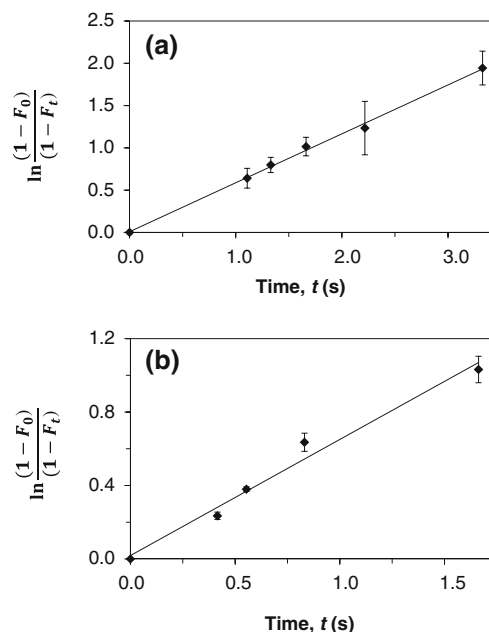 (a)
2.5
2.0
1.5
1.0
0.5
0.0
ln (1 − F₀) / (1 − Fₜ)
0.0 1.0 2.0 3.0
Time, t (s)
(b)
1.2
0.8
0.4
0.0
ln (1 − F₀) / (1 − Fₜ)
0.0 0.5 1.0 1.5
Time, t (s)